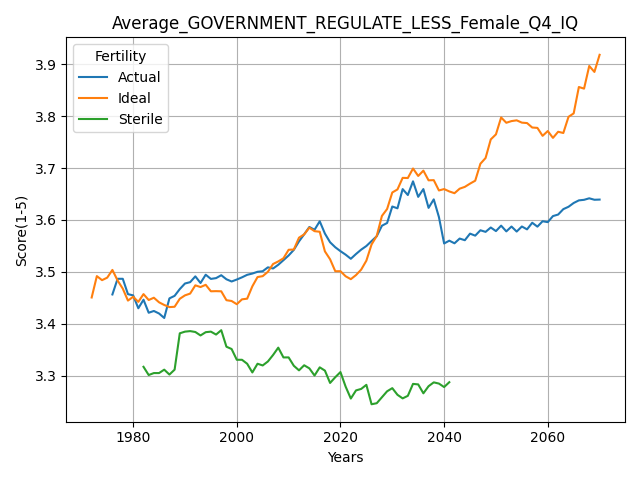 Average_GOVERNMENT_REGULATE_LESS_Female_Q4_IQ
Fertility
Actual
Ideal
Sterile
Score(1-5)
3.9
3.8
3.7
3.6
3.5
3.4
3.3
1980 2000 2020 2040 2060
Years